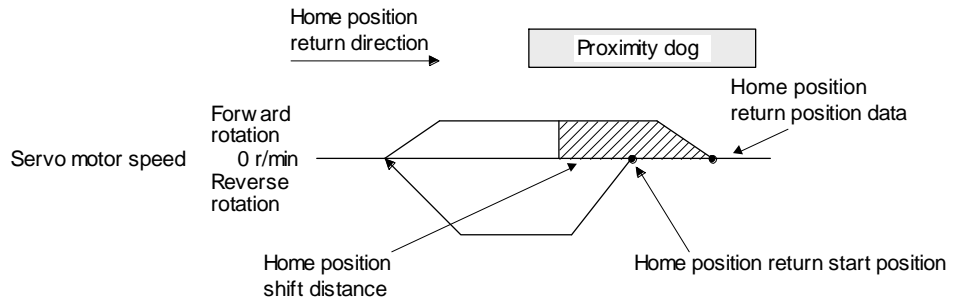 Home position
return direction
Proximity dog
Home position
return position data
Forward
rotation
Servo motor speed 0 r/min
Reverse
rotation
Home position
shift distance
Home position return start position